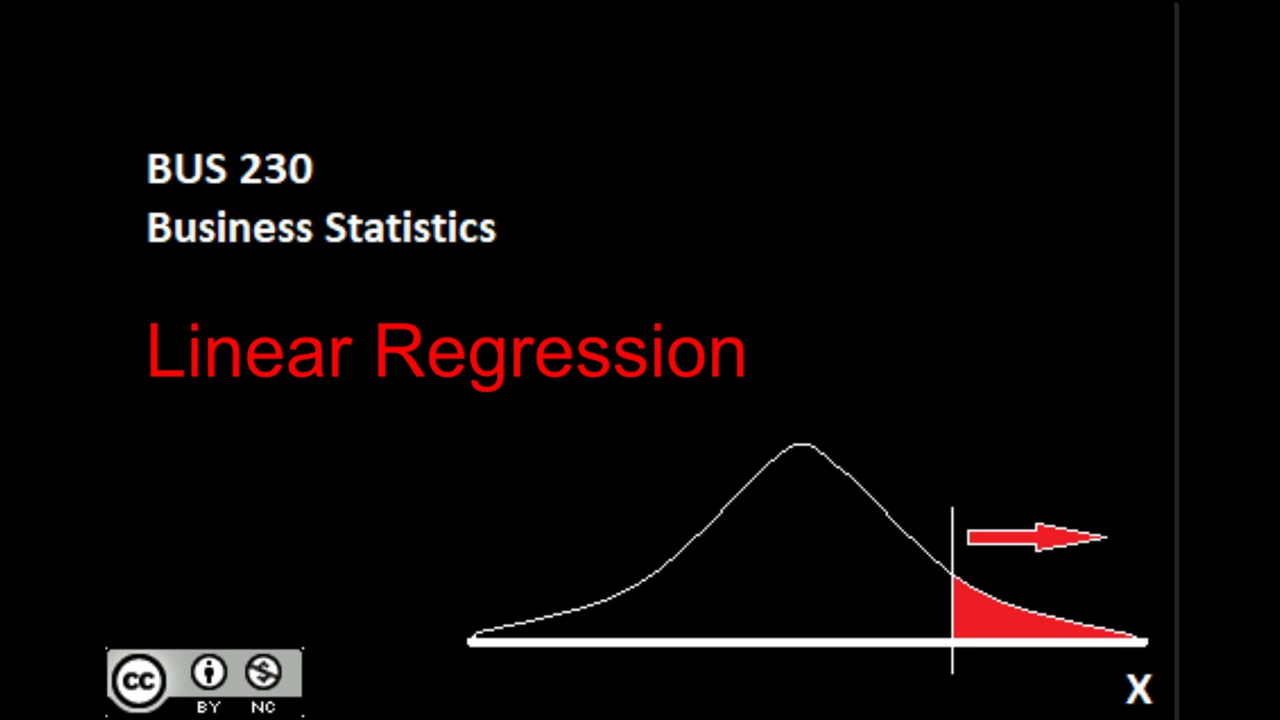 BUS 230
Business Statistics
Linear Regression
X
cc
BY NC